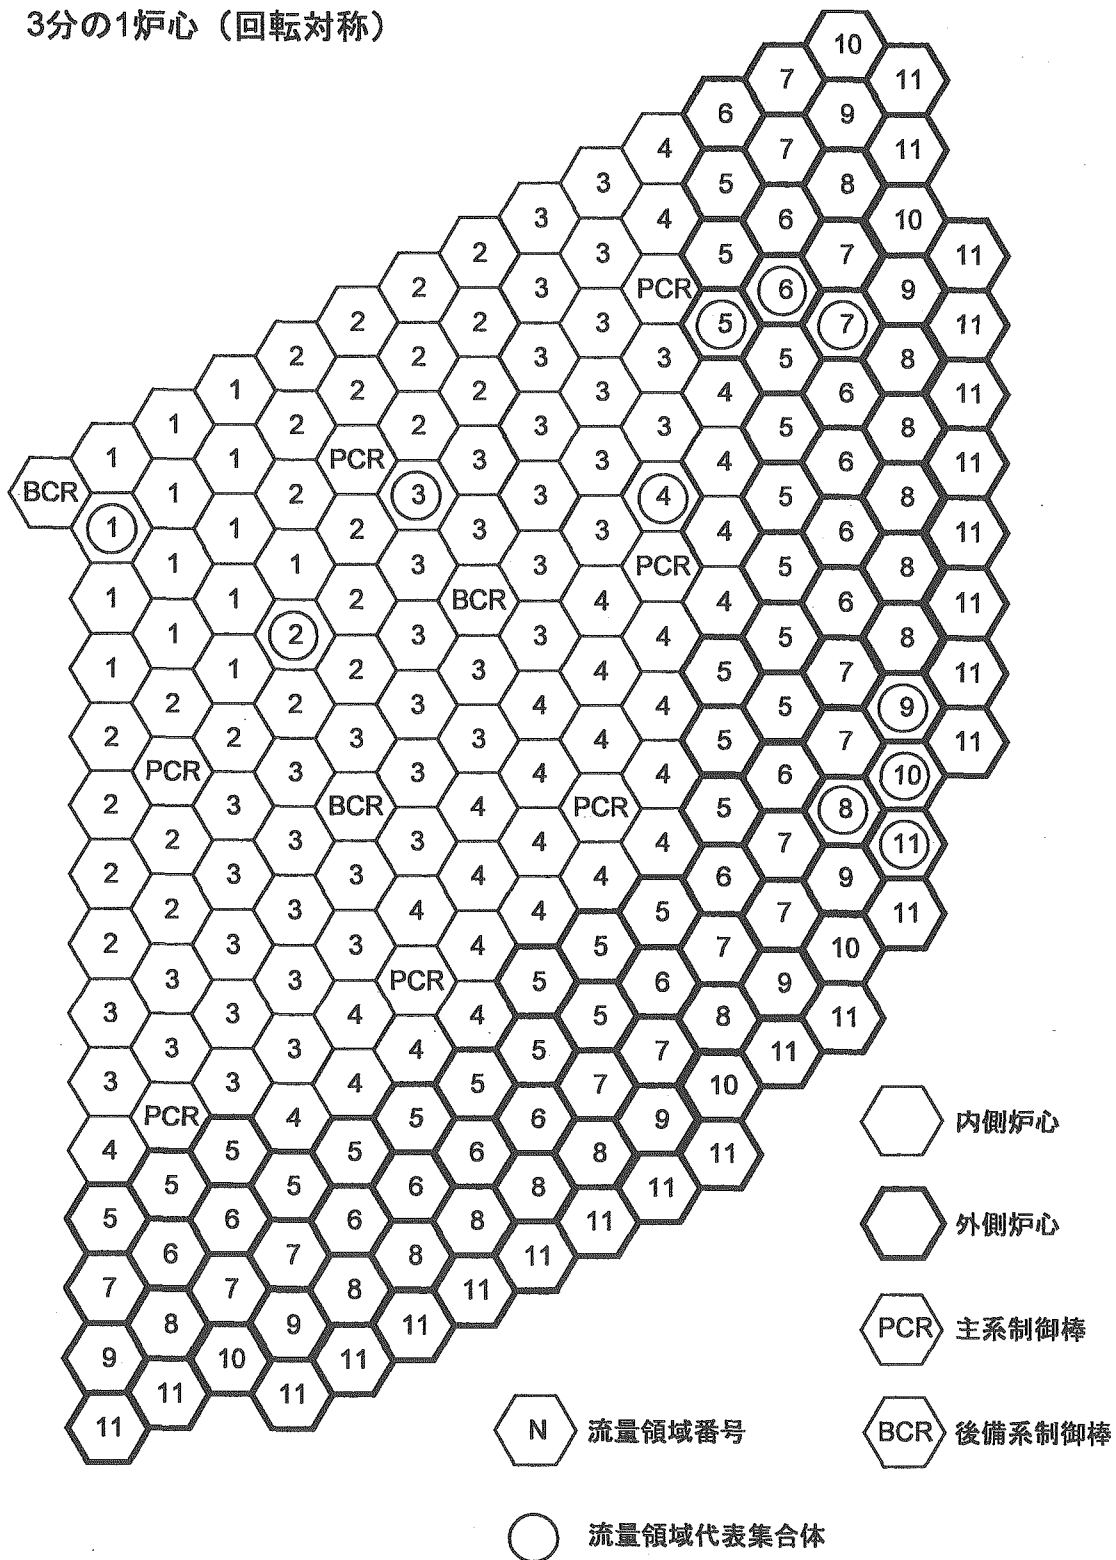 3分の1炉心（回転対称）
BCR
1 1 1 1 2 2 2 2 3 3 4 5 7 9 11
1 1 1 1 2 PCR 2 2 3 3 PCR 5 6 8 11
1 1 1 1 1 2 3 3 3 3 3 5 6 7 10
2 2 2 1 2 2 3 3 3 3 3 4 5 7 9 11
2 2 PCR 2 2 2 3 BCR 3 3 4 4 5 6 8 11
2 2 2 3 3 3 3 3 3 4 PCR 4 5 6 8 11
2 2 2 3 3 BCR 3 3 4 4 4 4 5 6 8 11
3 3 3 3 3 3 3 4 4 4 4 5 5 6 8 11
3 3 3 3 3 3 4 4 4 PCR 4 5 5 7 8 11
4 4 PCR 3 3 4 PCR 4 4 4 4 5 6 7 9 11
6 5 5 5 4 4 4 4 5 5 5 6 7 8 10 11
7 7 6 6 5 5 5 5 5 5 6 7 7 9 11
10 9 8 7 7 6 6 6 6 7 7 8 9 10 11
11 11 10 9 8 8 8 8 8 9 10 11 11
11 11 11 11 11 11 11 11
内側炉心
外側炉心
PCR 主系制御棒
N 流量領域番号
BCR 後備系制御棒
流量領域代表集合体